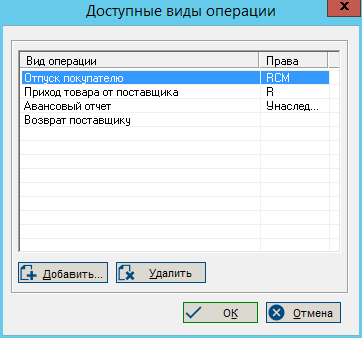 Доступные виды операции
x
Вид операции Права
Отпуск покупателю RCM
Приход товара от поставщика R
Авансовый отчет Унаслед...
Возврат поставщику
Добавить... Удалить
OK Отмена